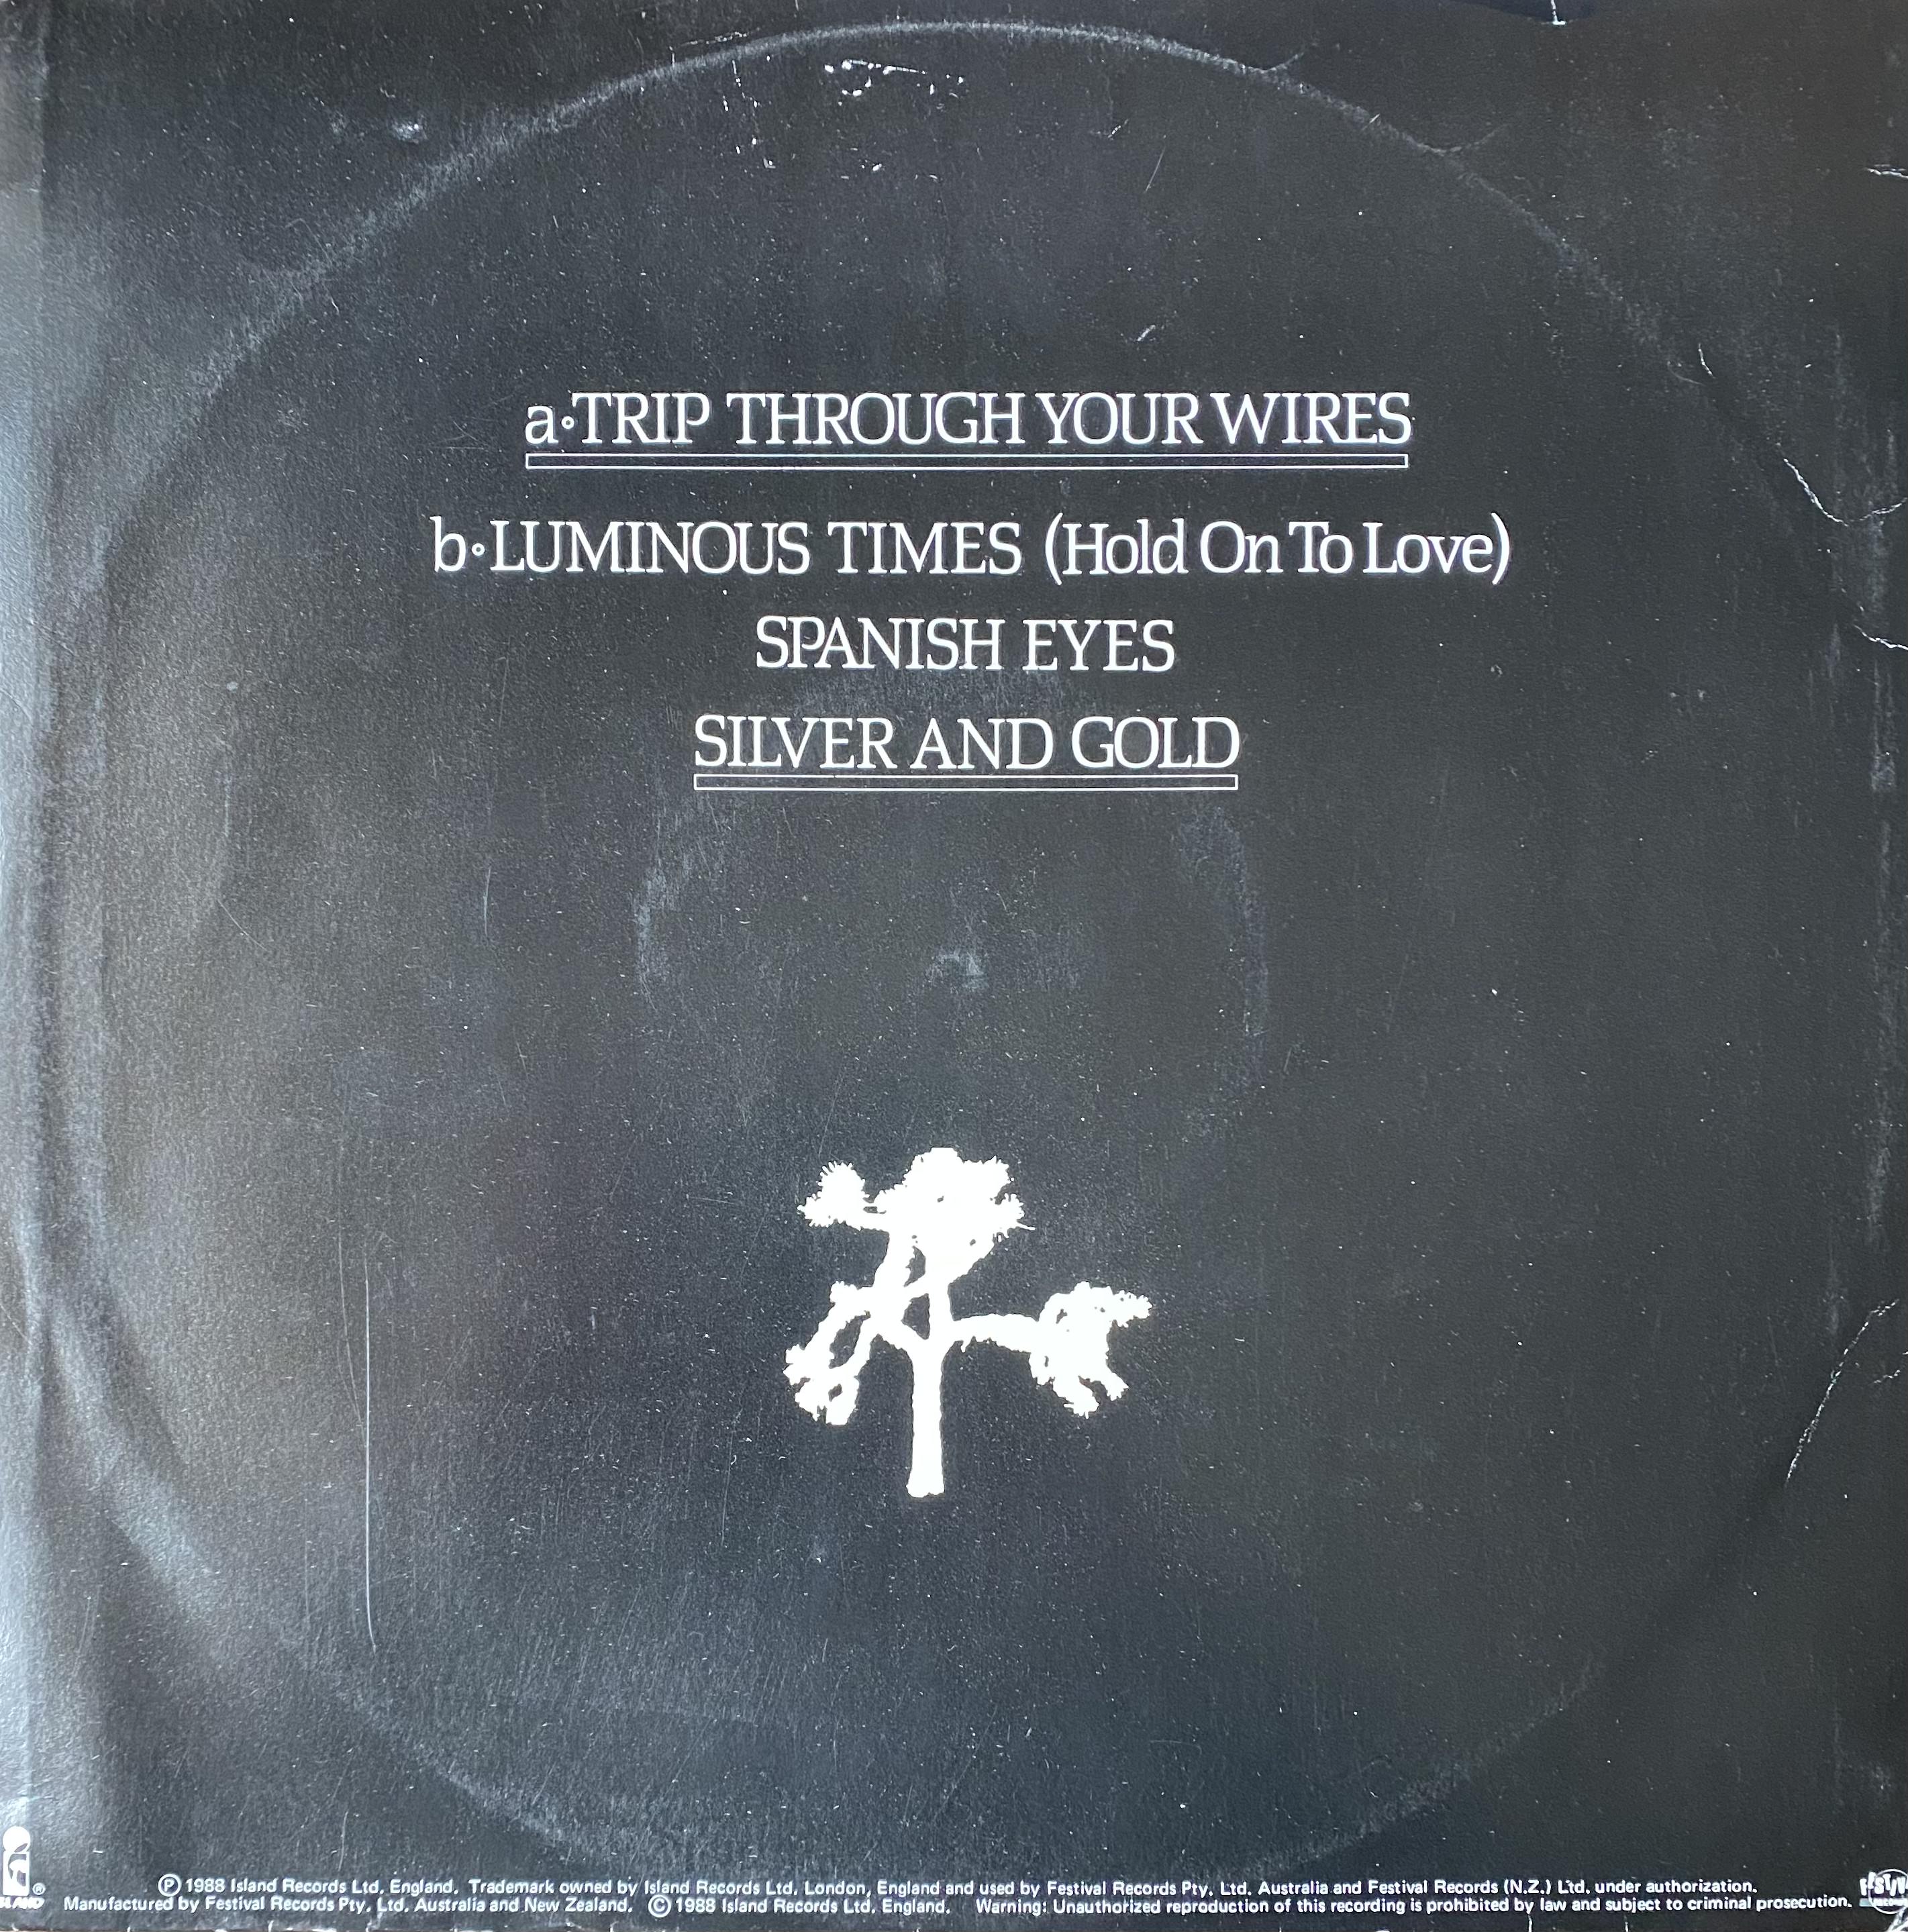 a•TRIP THROUGH YOUR WIRES
b•LUMINOUS TIMES (Hold On To Love)
SPANISH EYES
SILVER AND GOLD
ISLAND ®
Ⓟ 1988 Island Records Ltd. England. Trademark owned by Island Records Ltd. London, England and used by Festival Records Pty. Ltd. Australia and Festival Records (N.Z.) Ltd. under authorization.
Manufactured by Festival Records Pty. Ltd. Australia and New Zealand. © 1988 Island Records Ltd. England. Warning: Unauthorized reproduction of this recording is prohibited by law and subject to criminal prosecution.